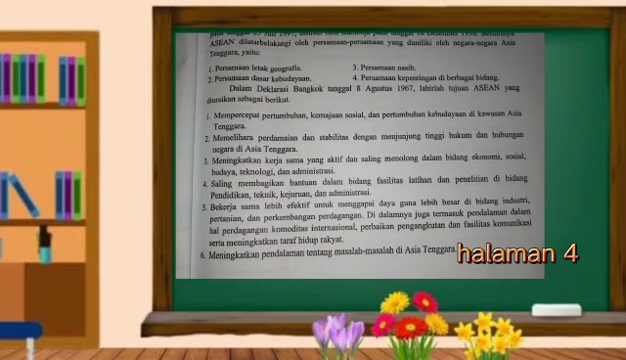 ASEAN dilatarbelakangi oleh persamaan-persamaan yang dimiliki oleh negara-negara Asia
Tenggara, yaitu:
1. Persamaan letak geografis.
3. Persamaan nasib.
2. Persamaan dasar kebudayaan.
4. Persamaan kepentingan di berbagai bidang.
Dalam Deklarasi Bangkok tanggal 8 Agustus 1967, lahirlah tujuan ASEAN yang
diuraikan sebagai berikut.
1. Mempercepat pertumbuhan, kemajuan sosial, dan pertumbuhan kebudayaan di kawasan Asia
Tenggara.
2. Memelihara perdamaian dan stabilitas dengan menjunjung tinggi hukum dan hubungan
negara di Asia Tenggara.
3. Meningkatkan kerja sama yang aktif dan saling menolong dalam bidang ekonomi, sosial,
budaya, teknologi, dan administrasi.
4. Saling membagikan bantuan dalam bidang fasilitas latihan dan penelitian di bidang
Pendidikan, teknik, kejuruan, dan administrasi.
5. Bekerja sama lebih efektif untuk menggapai daya guna lebih besar di bidang industri,
pertanian, dan perkembangan perdagangan. Di dalamnya juga termasuk pendalaman dalam
hal perdagangan komoditas internasional, perbaikan pengangkutan dan fasilitas komunikasi
serta meningkatkan taraf hidup rakyat.
6. Meningkatkan pendalaman tentang masalah-masalah di Asia Tenggara.
halaman 4